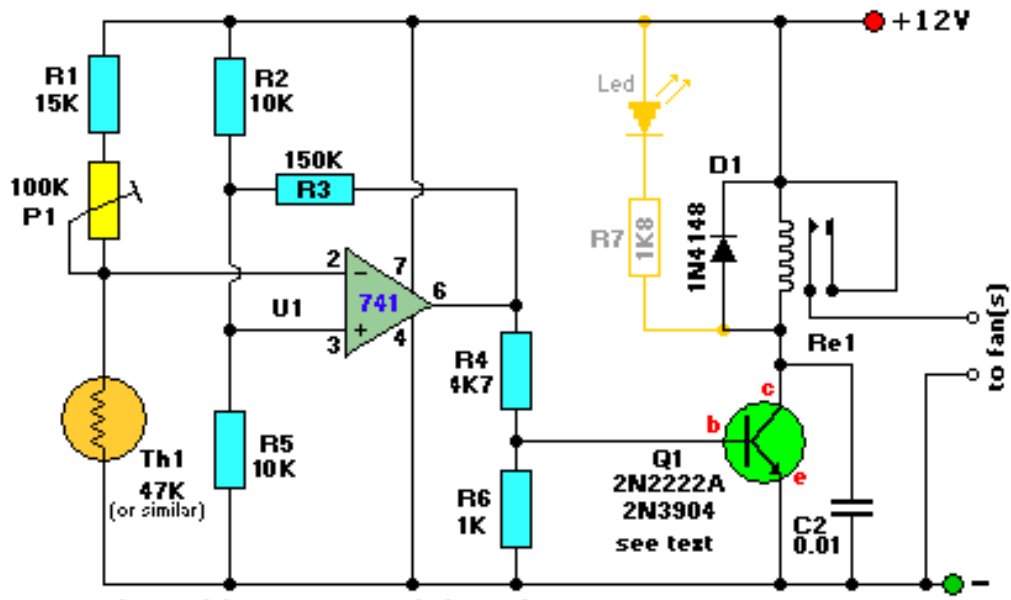 +12V
R1
15K
R2
10K
Led
150K
R3
D1
100K
P1
R7
1K8
1N4148
2
7
-
741
6
U1
3
+
4
to fan(s)
Re1
R4
4K7
c
b
Th1
47K
(or similar)
R5
10K
Q1
2N2222A
2N3904
see text
e
R6
1K
C2
0.01
-